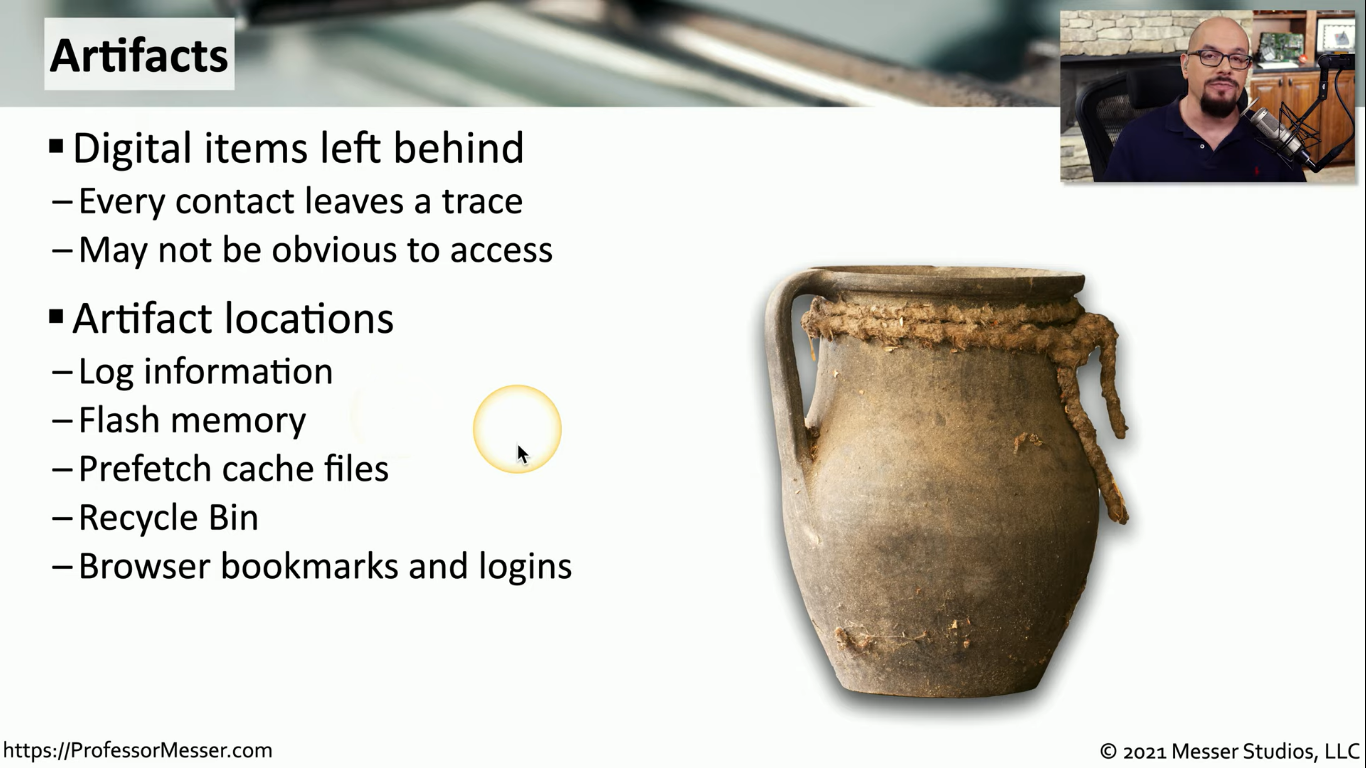 Artifacts
▪ Digital items left behind
– Every contact leaves a trace
– May not be obvious to access
▪ Artifact locations
– Log information
– Flash memory
– Prefetch cache files
– Recycle Bin
– Browser bookmarks and logins
https://ProfessorMesser.com
© 2021 Messer Studios, LLC